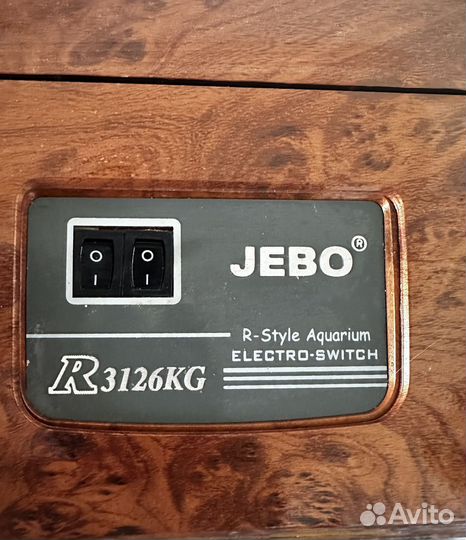 O O
I I
JEBO®
R-Style Aquarium
ELECTRO-SWITCH
R3126KG
Avito